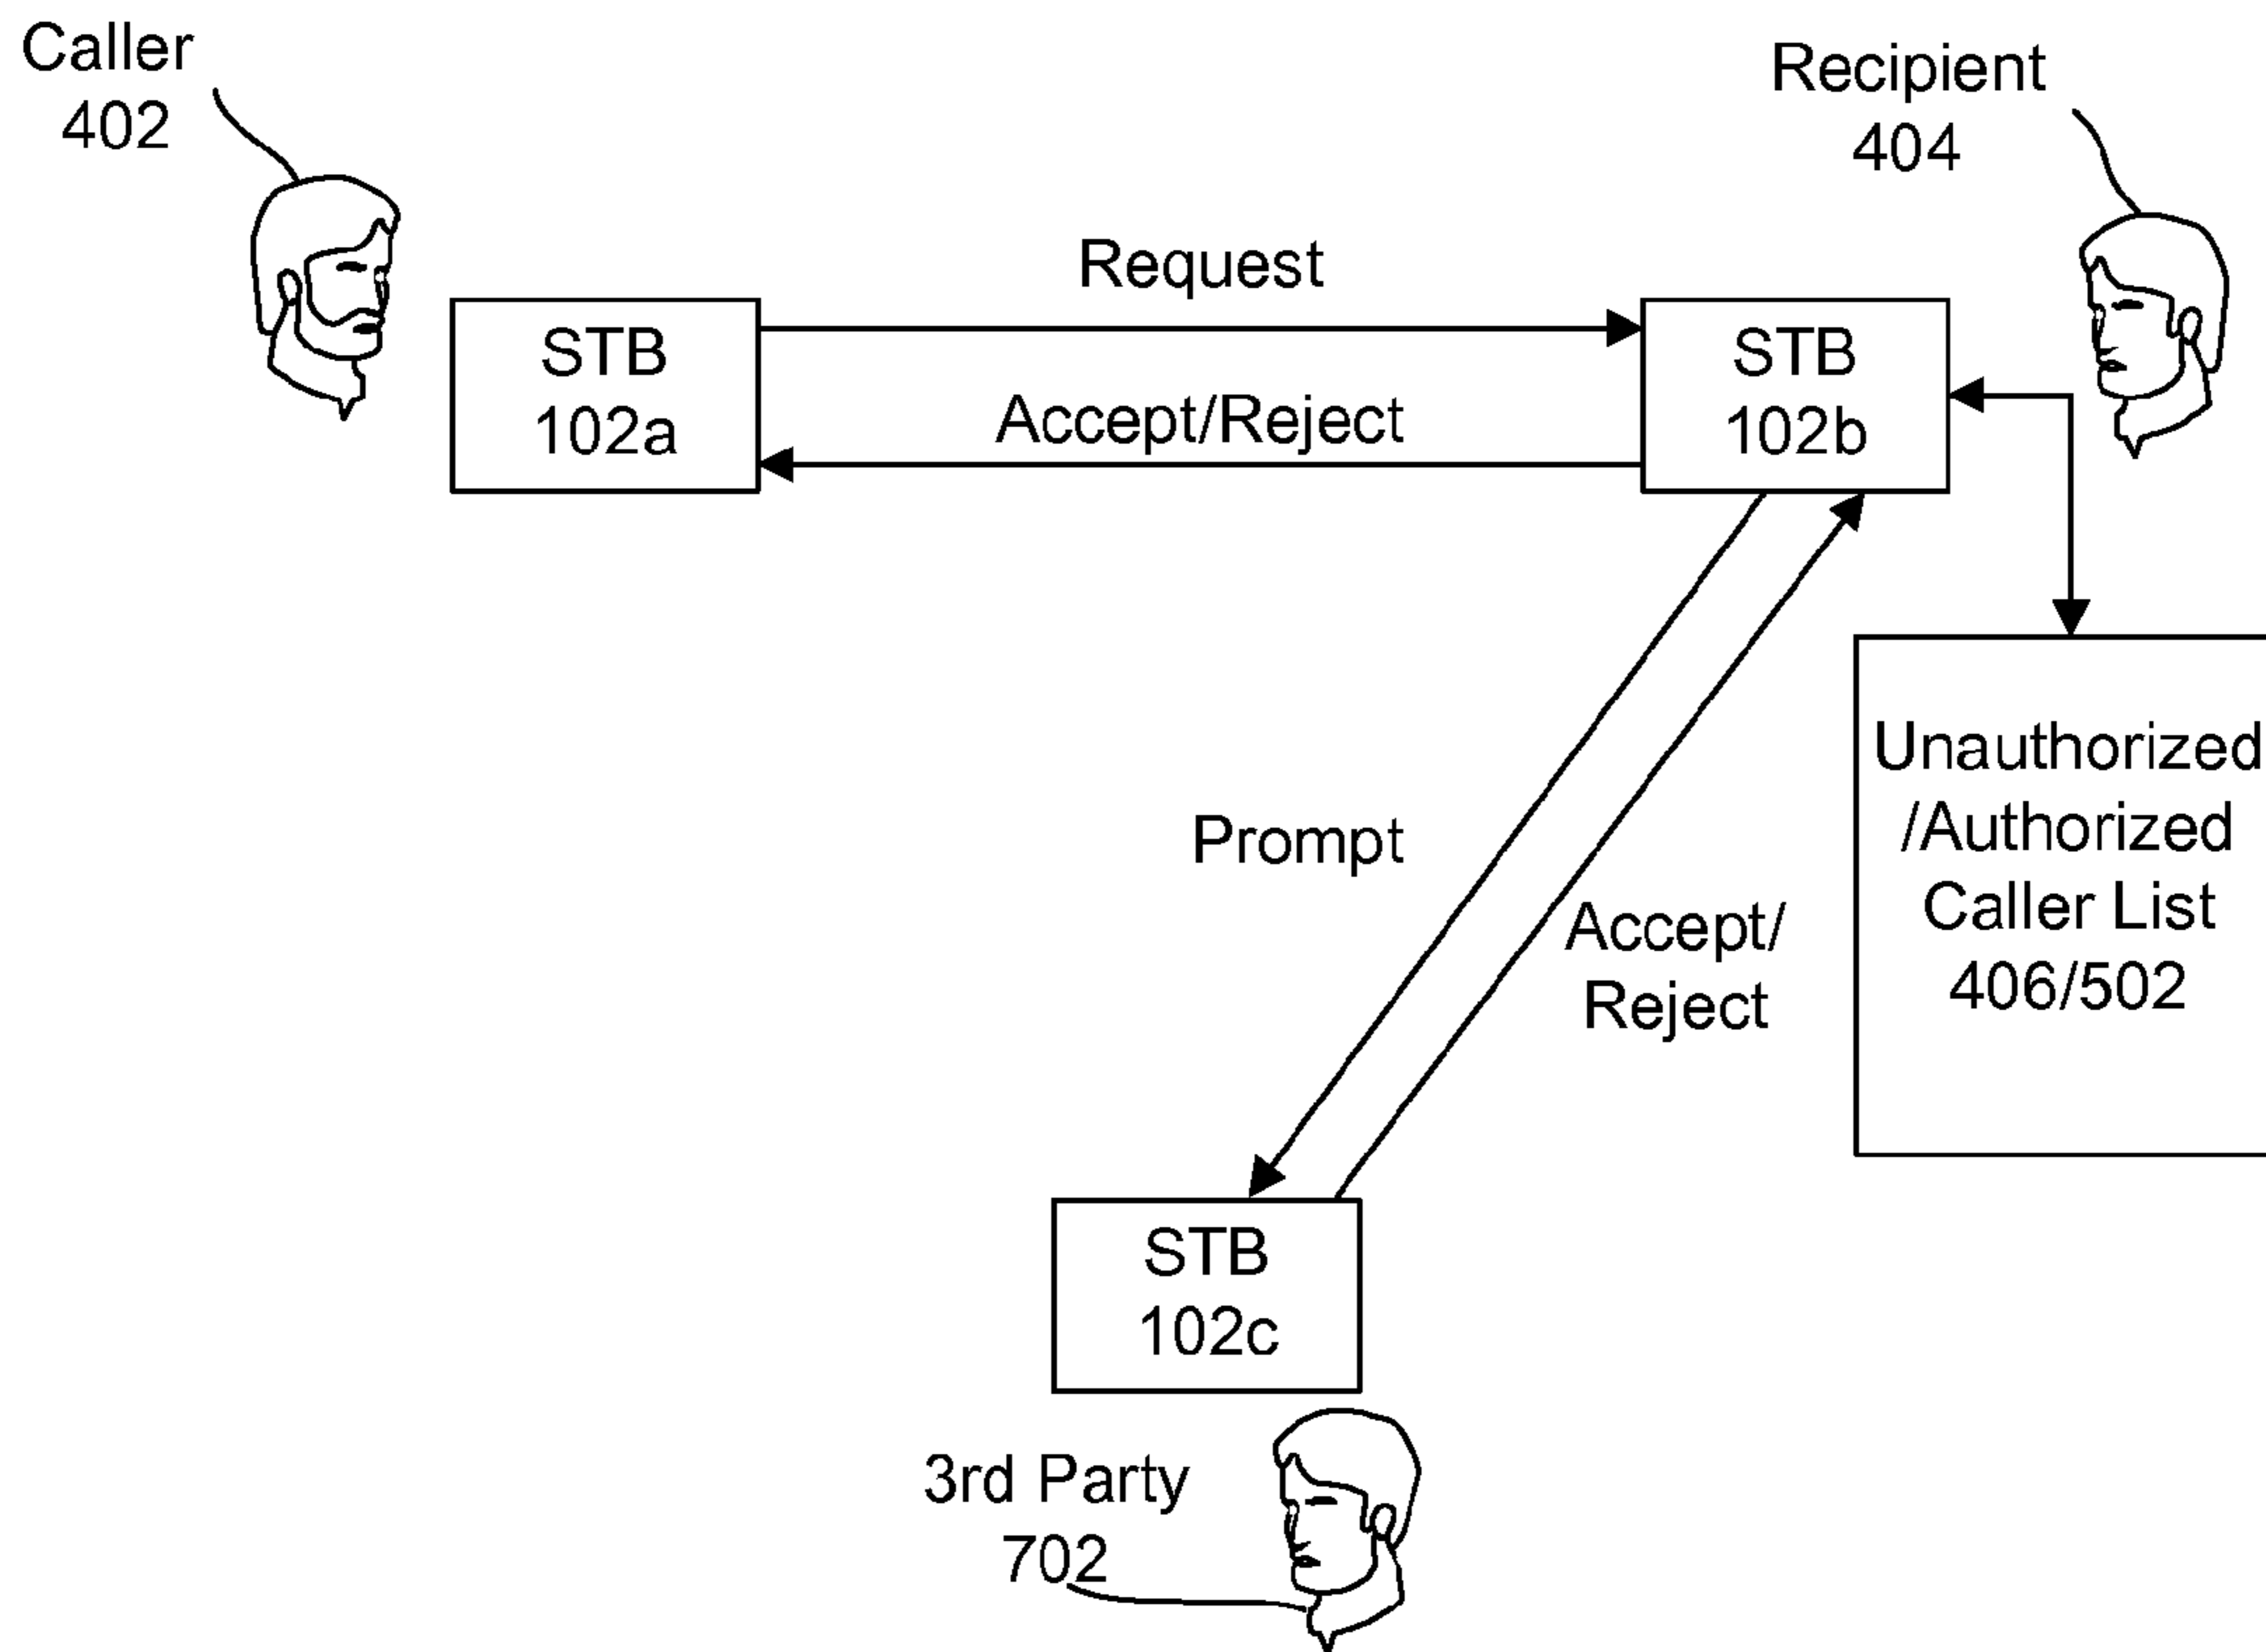 Caller
402
Recipient
404
Request
STB
102a
Accept/Reject
STB
102b
Unauthorized
/Authorized
Caller List
406/502
Prompt
Accept/
Reject
STB
102c
3rd Party
702